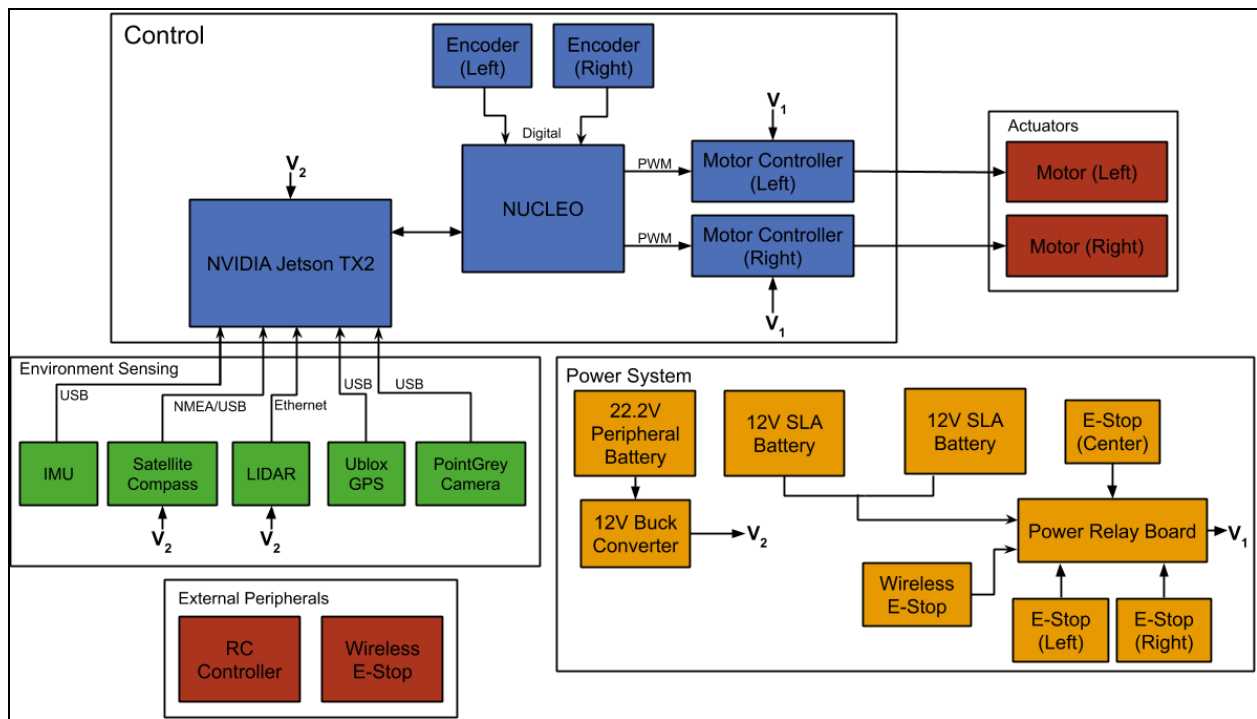 Control
Encoder
(Left)
Encoder
(Right)
Digital
V1
V2
NUCLEO
PWM
PWM
Motor Controller
(Left)
Motor Controller
(Right)
V1
NVIDIA Jetson TX2
Actuators
Motor (Left)
Motor (Right)
Environment Sensing
USB
NMEA/USB
Ethernet
USB
USB
IMU
Satellite
Compass
LIDAR
Ublox
GPS
PointGrey
Camera
V2
V2
Power System
22.2V
Peripheral
Battery
12V SLA
Battery
12V SLA
Battery
E-Stop
(Center)
12V Buck
Converter
V2
Power Relay Board
V1
Wireless
E-Stop
E-Stop
(Left)
E-Stop
(Right)
External Peripherals
RC
Controller
Wireless
E-Stop